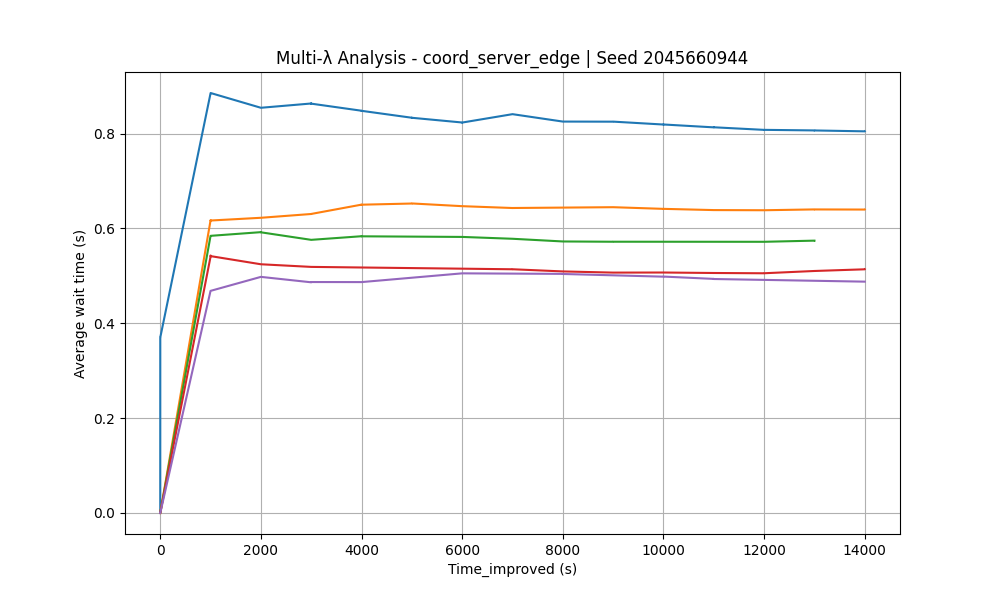 Multi-λ Analysis - coord_server_edge | Seed 2045660944
Average wait time (s)
0.8
0.6
0.4
0.2
0.0
0 2000 4000 6000 8000 10000 12000 14000
Time_improved (s)